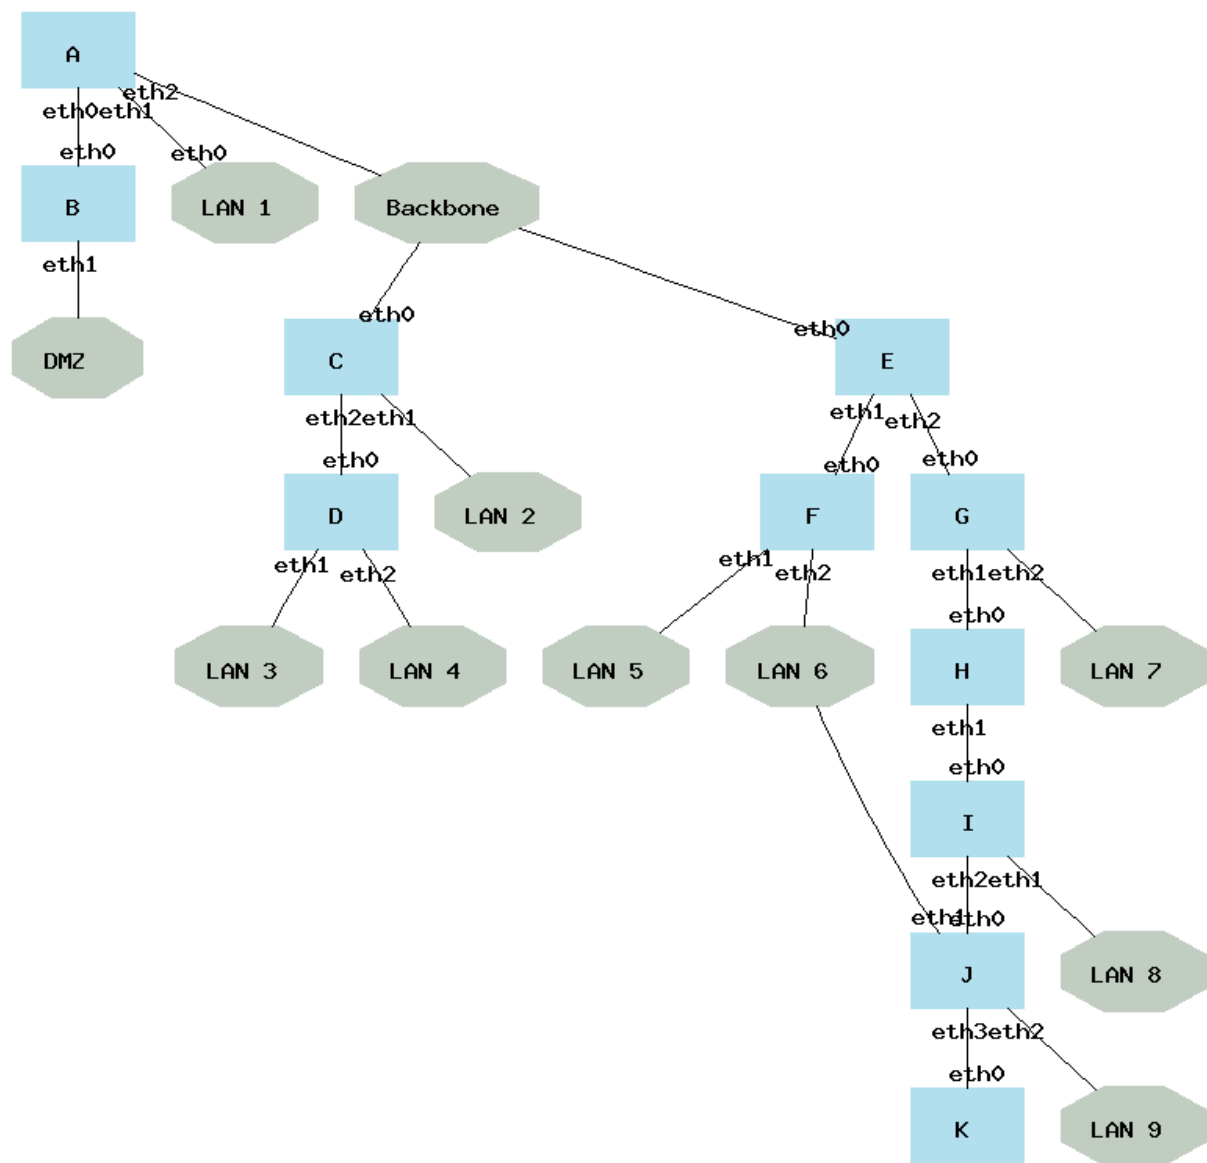 A
eth2
eth0eth1
eth0
eth0
B
LAN 1
Backbone
eth1
eth0
eth0
DMZ
C
E
eth2eth1
eth1
eth2
eth0
eth0
eth0
D
LAN 2
F
G
eth1
eth2
eth1
eth2
eth1eth2
eth0
LAN 3
LAN 4
LAN 5
LAN 6
H
LAN 7
eth1
eth0
I
eth2eth1
eth1
eth0
J
LAN 8
eth3eth2
eth0
K
LAN 9